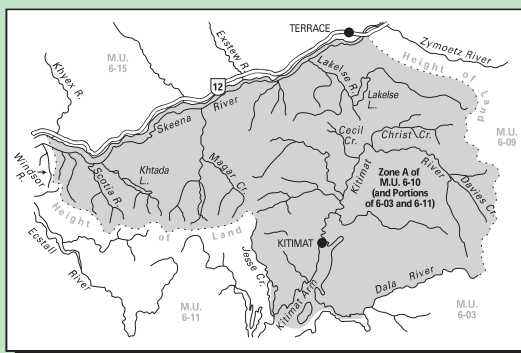 TERRACE
Zymoetz River
Exstew R.
M.U.
6-15
Khyex R.
Height of Land
12
Lakelse R.
Lakelse
L..
Skeena River
M.U.
6-09
Cecil
Cr.
Christ Cr.
Windsor
R.
Scotia R.
Khtada
L..
Magar Cr.
Kitimat River
Zone A of
M.U. 6-10
(and Portions
of 6-03 and 6-11)
Davies Cr.
Height of Land
Ecstall
River
KITIMAT
Jesse Cr.
Kitimat Arm
Dala River
M.U.
6-11
M.U.
6-03